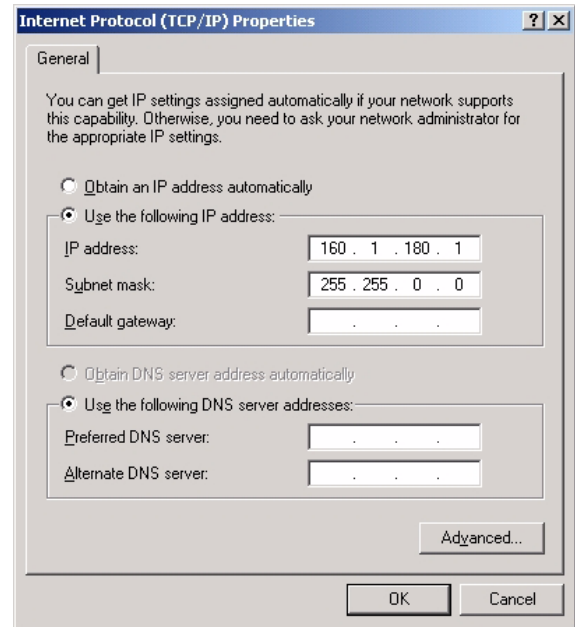 Internet Protocol (TCP/IP) Properties
General
You can get IP settings assigned automatically if your network supports
this capability. Otherwise, you need to ask your network administrator for
the appropriate IP settings.
Obtain an IP address automatically
Use the following IP address:
IP address: 160 . 1 . 180 . 1
Subnet mask: 255 . 255 . 0 . 0
Default gateway: . . .
Obtain DNS server address automatically
Use the following DNS server addresses:
Preferred DNS server: . . .
Alternate DNS server: . . .
Advanced...
OK Cancel